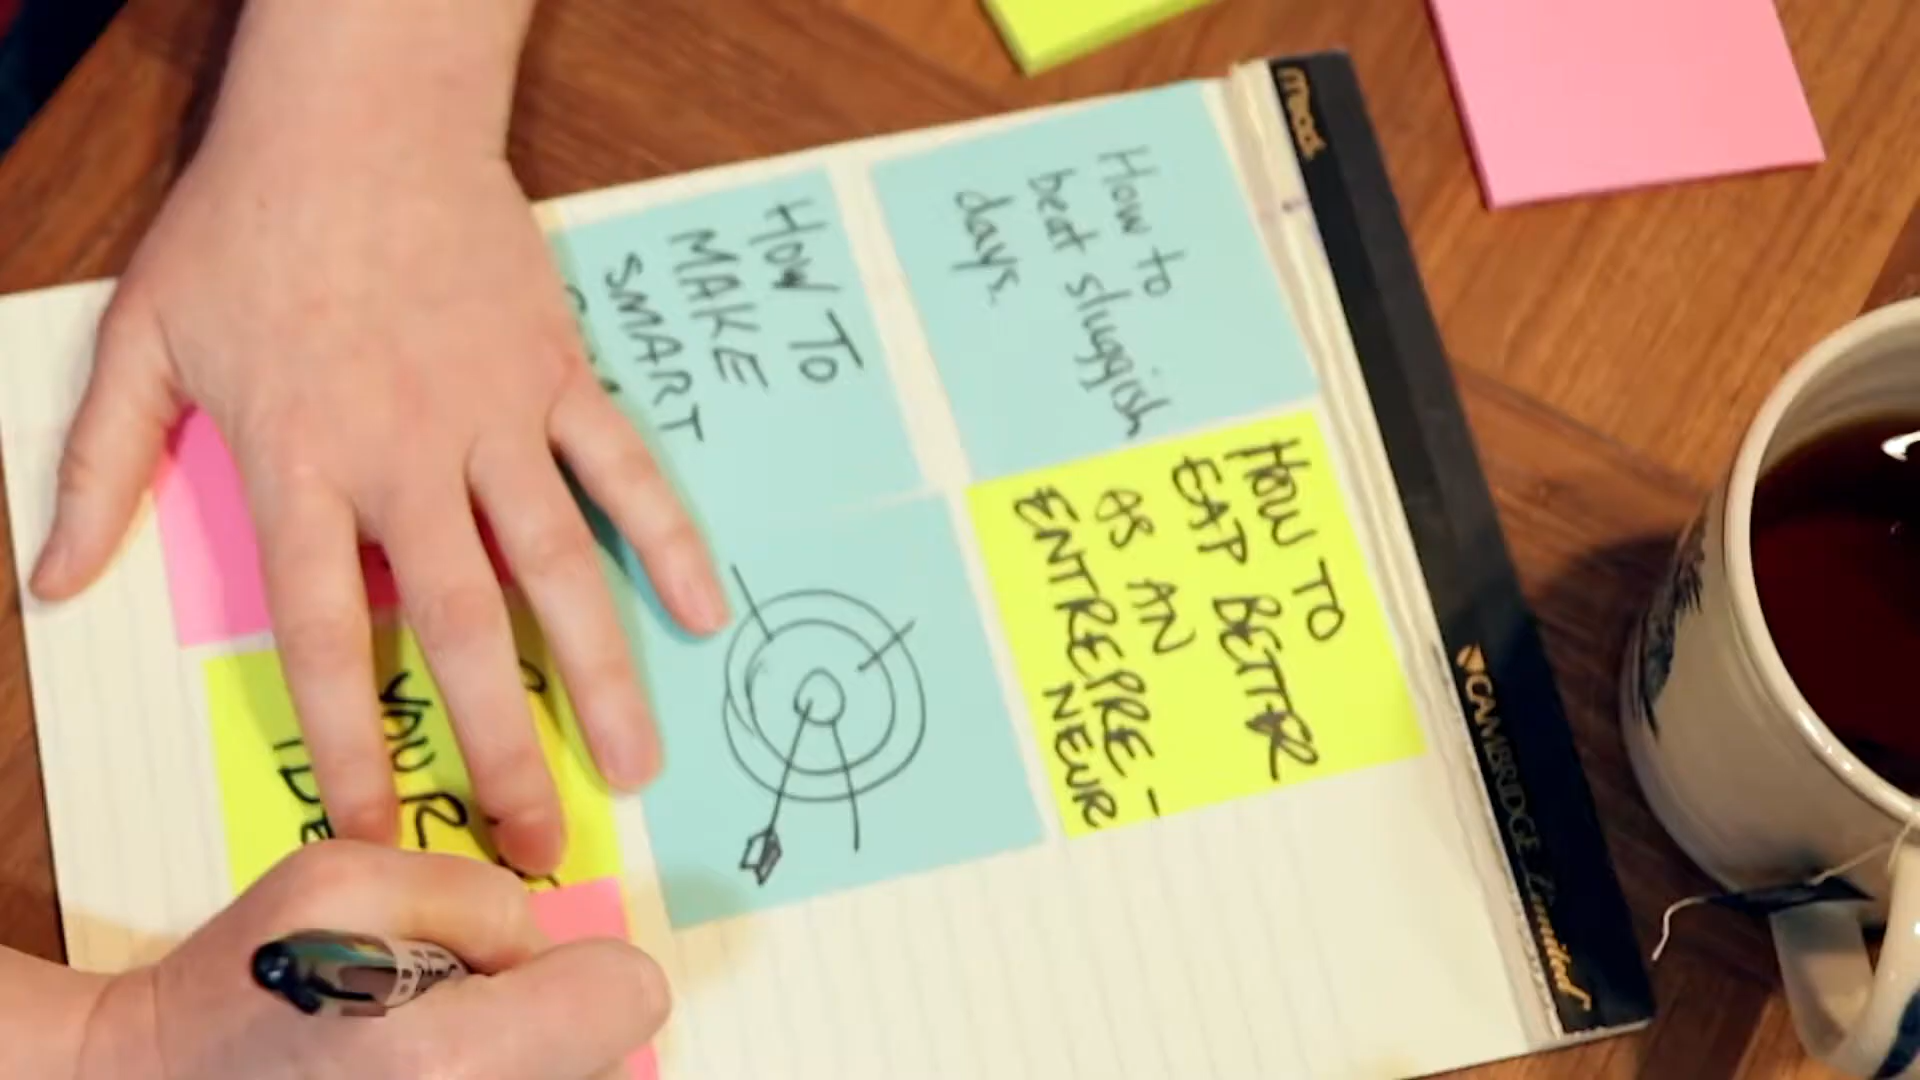 mead
CAMBRIDGE Limited
How to
beat sluggish
days.
HOW TO
MAKE
SMART
HOW TO
EAT BETTER
AS AN
ENTREPRE-
NEUR
YOUR